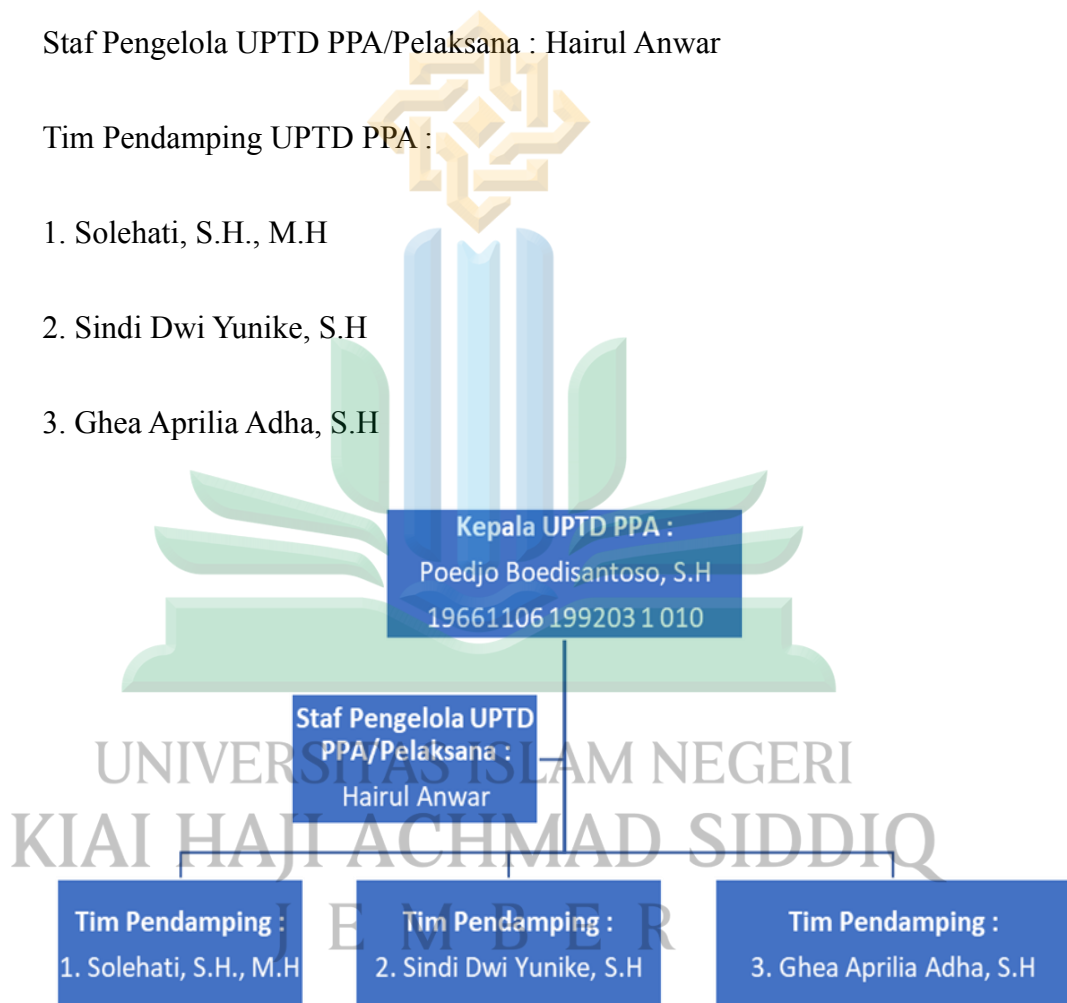 Staf Pengelola UPTD PPA/Pelaksana : Hairul Anwar
Tim Pendamping UPTD PPA :
1. Solehati, S.H., M.H
2. Sindi Dwi Yunike, S.H
3. Ghea Aprilia Adha, S.H
Kepala UPTD PPA :
Poedjo Boedisantoso, S.H
19661106 199203 1 010
Staf Pengelola UPTD
PPA/Pelaksana :
Hairul Anwar
UNIVERSITAS ISLAM NEGERI
KIAI HAJI ACHMAD SIDDIQ
JEMBER
Tim Pendamping :
1. Solehati, S.H., M.H
Tim Pendamping :
2. Sindi Dwi Yunike, S.H
Tim Pendamping :
3. Ghea Aprilia Adha, S.H